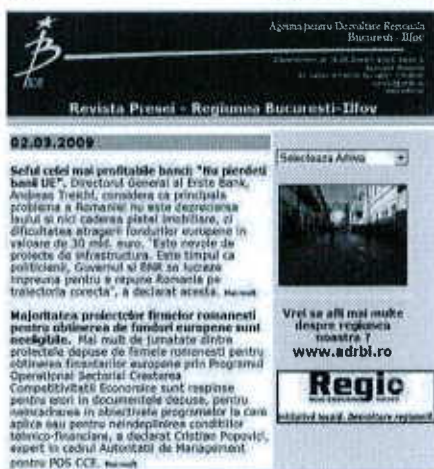 Agentia pentru Dezvoltare Regionala
Bucuresti - Ilfov
Revista Presei - Regiunea Bucuresti-Ilfov
02.03.2009
Seful celei mai profitabile banci: "Nu pierdeti
banii UE". Directorul General al Erste Bank,
Andreas Treichl, considera ca principala
problema a Romaniei nu este deprecierea
leului si nici caderea pietei imobiliare, ci
dificultatea atragerii fondurilor europene in
valoare de 30 mld. euro. "Este nevoie de
proiecte de infrastructura. Este timpul ca
politicienii, Guvernul si BNR sa lucreze
impreuna pentru a repune Romania pe
traiectoria corecta", a declarat acesta.
Majoritatea proiectelor firmelor romanesti
pentru obtinerea de fonduri europene sunt
neeligibile. Mai mult de jumatate dintre
proiectele depuse de firmele romanesti pentru
obtinerea finantarilor europene prin Programul
Operational Sectorial Cresterea
Competitivitatii Economice sunt respinse
pentru erori in documentele depuse, pentru
neincadrarea in obiectivele programelor la care
aplica sau pentru neindeplinirea conditiilor
tehnico-financiare, a declarat Cristian Popovici,
expert in cadrul Autoritatii de Management
pentru POS CCE.
Selecteaza Arhiva
Vrei sa afli mai multe
despre regiunea
noastra ?
www.adrbi.ro
Regio
Initiativa locala. Dezvoltare regionala.